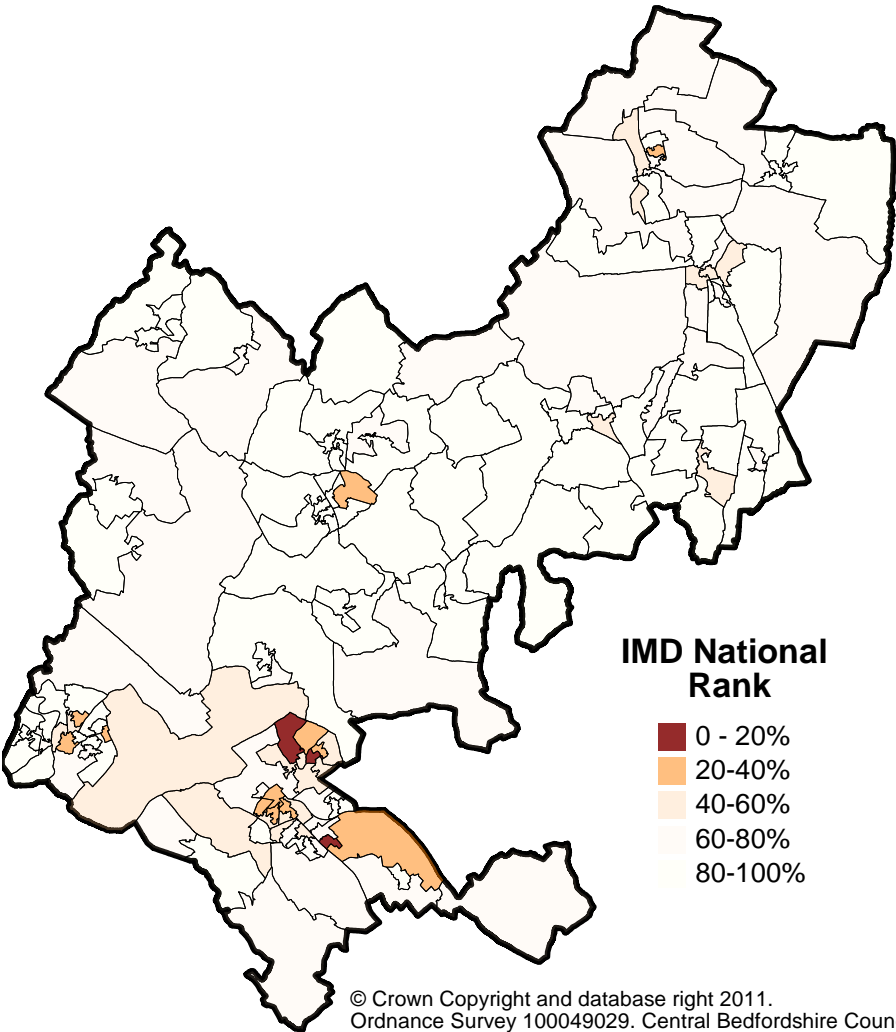 IMD National
Rank
0 - 20%
20-40%
40-60%
60-80%
80-100%
© Crown Copyright and database right 2011.
Ordnance Survey 100049029. Central Bedfordshire Coun